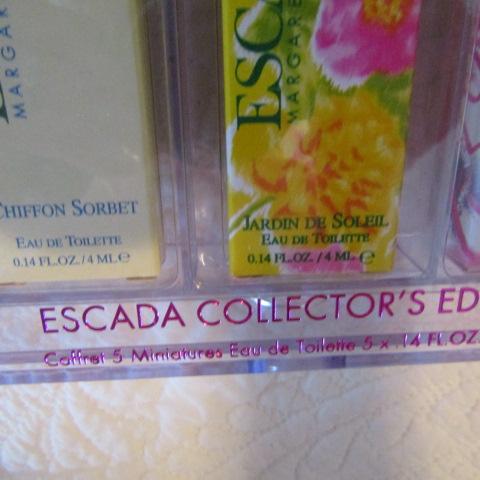 MARGAR
CHIFFON SORBET
EAU DE TOILETTE
0.14 FL.OZ. / 4 ML e
ESC
MARGARE
JARDIN DE SOLEIL
EAU DE TOILETTE
0.14 FL.OZ. / 4 ML e
ESCADA COLLECTOR'S ED
Coffret 5 Miniatures Eau de Toilette 5 x .14 FL.OZ.